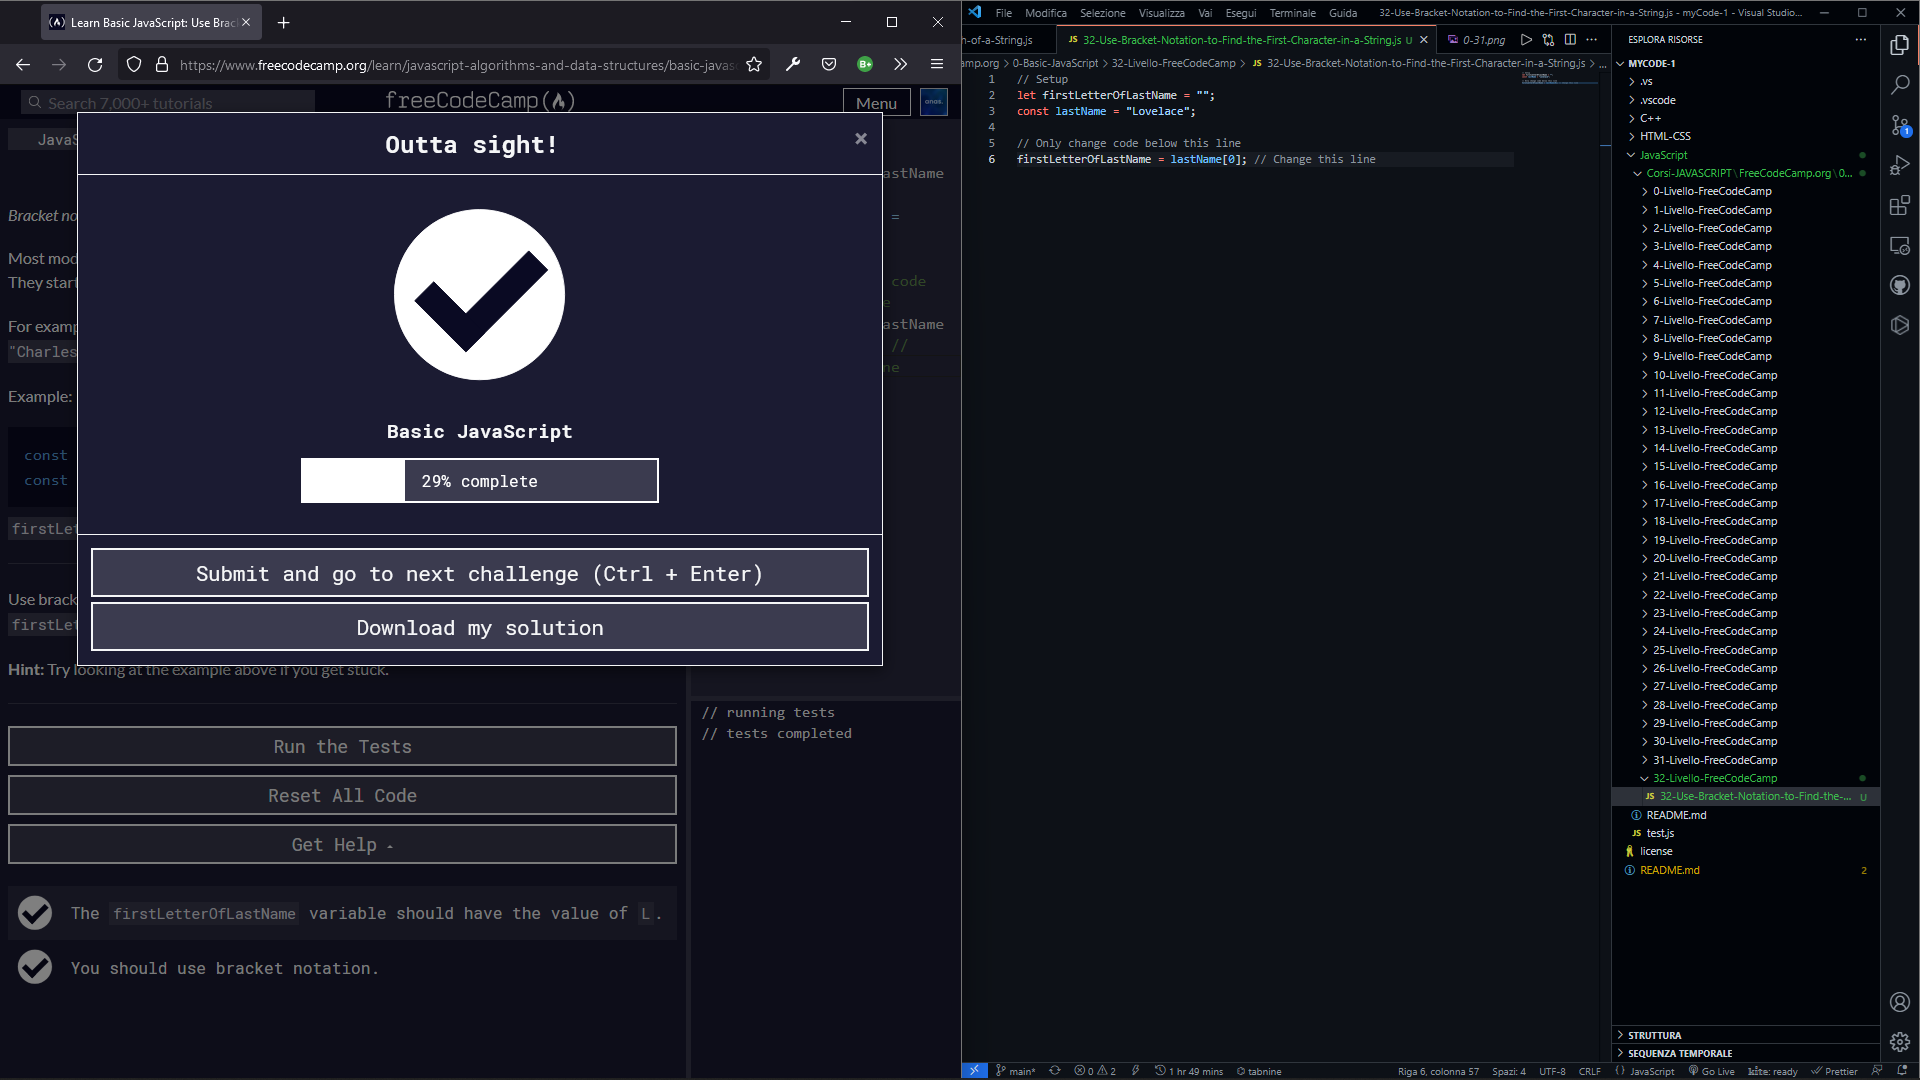 Learn Basic JavaScript: Use Brac
https://www.freecodecamp.org/learn/javascript-algorithms-and-data-structures/basic-javas
Search 7,000+ tutorials
freeCodeCamp
Menu
JavaS
Outta sight!
Bracket no
Most mod
They start
For examp
"Charles
Example:
const
const
firstLet
Use brack
firstLet
Hint: Try looking at the example above if you get stuck.
astName
=
code
e
astName
//
ne
Basic JavaScript
29% complete
Submit and go to next challenge (Ctrl + Enter)
Download my solution
Run the Tests
Reset All Code
Get Help
The firstLetterOfLastName variable should have the value of L.
You should use bracket notation.
// running tests
// tests completed
File Modifica Selezione Visualizza Vai Esegui Terminale Guida
32-Use-Bracket-Notation-to-Find-the-First-Character-in-a-String.js - myCode-1 - Visual Studio...
h-of-a-String.js
JS 32-Use-Bracket-Notation-to-Find-the-First-Character-in-a-String.js U
0-31.png
amp.org > 0-Basic-JavaScript > 32-Livello-FreeCodeCamp > JS 32-Use-Bracket-Notation-to-Find-the-First-Character-in-a-String.js > ...
1 // Setup
2 let firstLetterOfLastName = "";
3 const lastName = "Lovelace";
4
5 // Only change code below this line
6 firstLetterOfLastName = lastName[0]; // Change this line
ESPLORA RISORSE
MYCODE-1
.vs
.vscode
C++
HTML-CSS
JavaScript
Corsi-JAVASCRIPT\FreeCodeCamp.org\0...
0-Livello-FreeCodeCamp
1-Livello-FreeCodeCamp
2-Livello-FreeCodeCamp
3-Livello-FreeCodeCamp
4-Livello-FreeCodeCamp
5-Livello-FreeCodeCamp
6-Livello-FreeCodeCamp
7-Livello-FreeCodeCamp
8-Livello-FreeCodeCamp
9-Livello-FreeCodeCamp
10-Livello-FreeCodeCamp
11-Livello-FreeCodeCamp
12-Livello-FreeCodeCamp
13-Livello-FreeCodeCamp
14-Livello-FreeCodeCamp
15-Livello-FreeCodeCamp
16-Livello-FreeCodeCamp
17-Livello-FreeCodeCamp
18-Livello-FreeCodeCamp
19-Livello-FreeCodeCamp
20-Livello-FreeCodeCamp
21-Livello-FreeCodeCamp
22-Livello-FreeCodeCamp
23-Livello-FreeCodeCamp
24-Livello-FreeCodeCamp
25-Livello-FreeCodeCamp
26-Livello-FreeCodeCamp
27-Livello-FreeCodeCamp
28-Livello-FreeCodeCamp
29-Livello-FreeCodeCamp
30-Livello-FreeCodeCamp
31-Livello-FreeCodeCamp
32-Livello-FreeCodeCamp
JS 32-Use-Bracket-Notation-to-Find-the-... U
README.md
JS test.js
license
README.md 2
STRUTTURA
SEQUENZA TEMPORALE
1
main* 0 2 1 hr 49 mins tabnine
Riga 6, colonna 57 Spazi: 4 UTF-8 CRLF JavaScript Go Live kite: ready Prettier